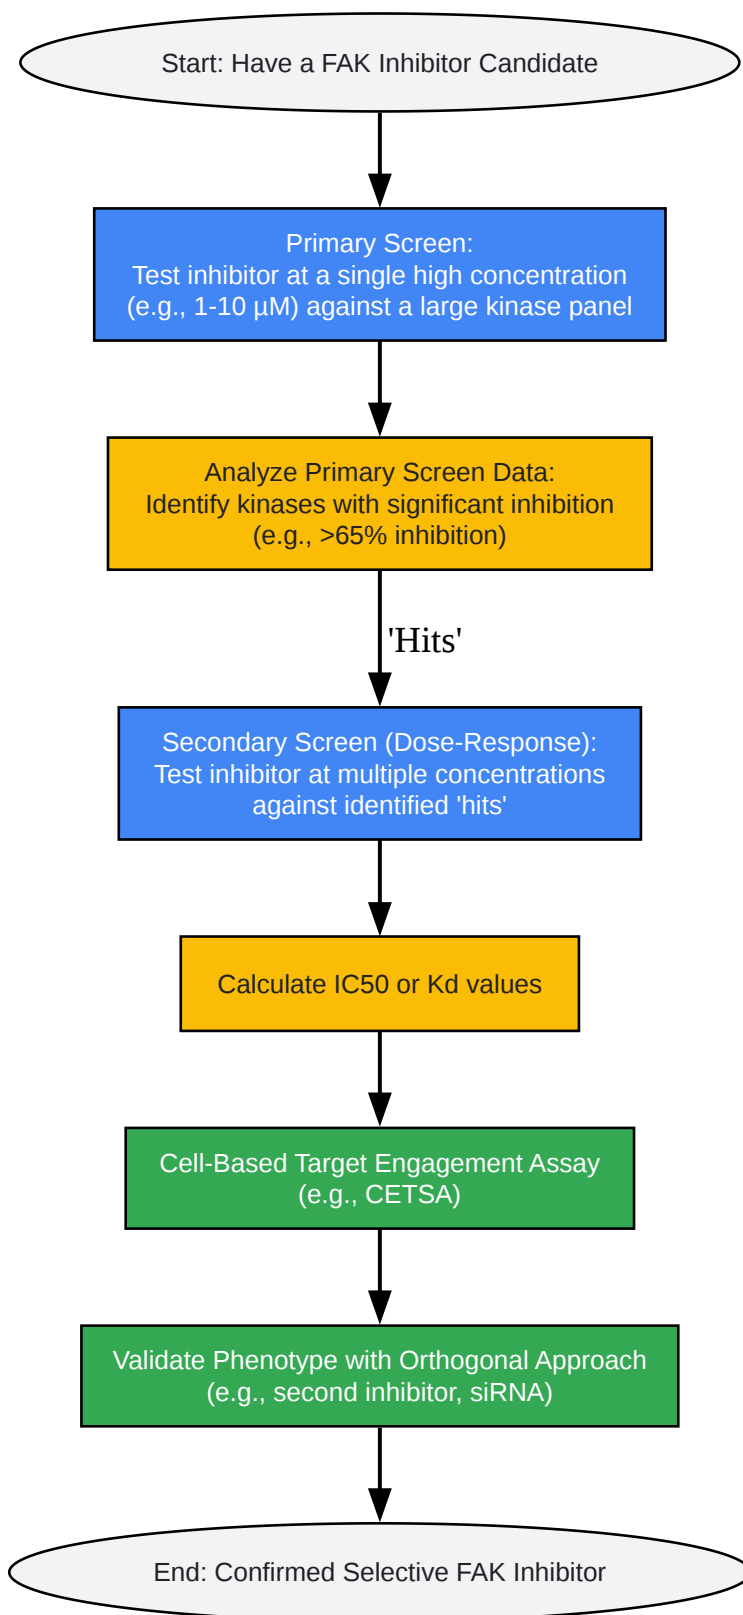 Start: Have a FAK Inhibitor Candidate
Primary Screen:
Test inhibitor at a single high concentration
(e.g., 1-10 µM) against a large kinase panel
Analyze Primary Screen Data:
Identify kinases with significant inhibition
(e.g., >65% inhibition)
'Hits'
Secondary Screen (Dose-Response):
Test inhibitor at multiple concentrations
against identified 'hits'
Calculate IC50 or Kd values
Cell-Based Target Engagement Assay
(e.g., CETSA)
Validate Phenotype with Orthogonal Approach
(e.g., second inhibitor, siRNA)
End: Confirmed Selective FAK Inhibitor